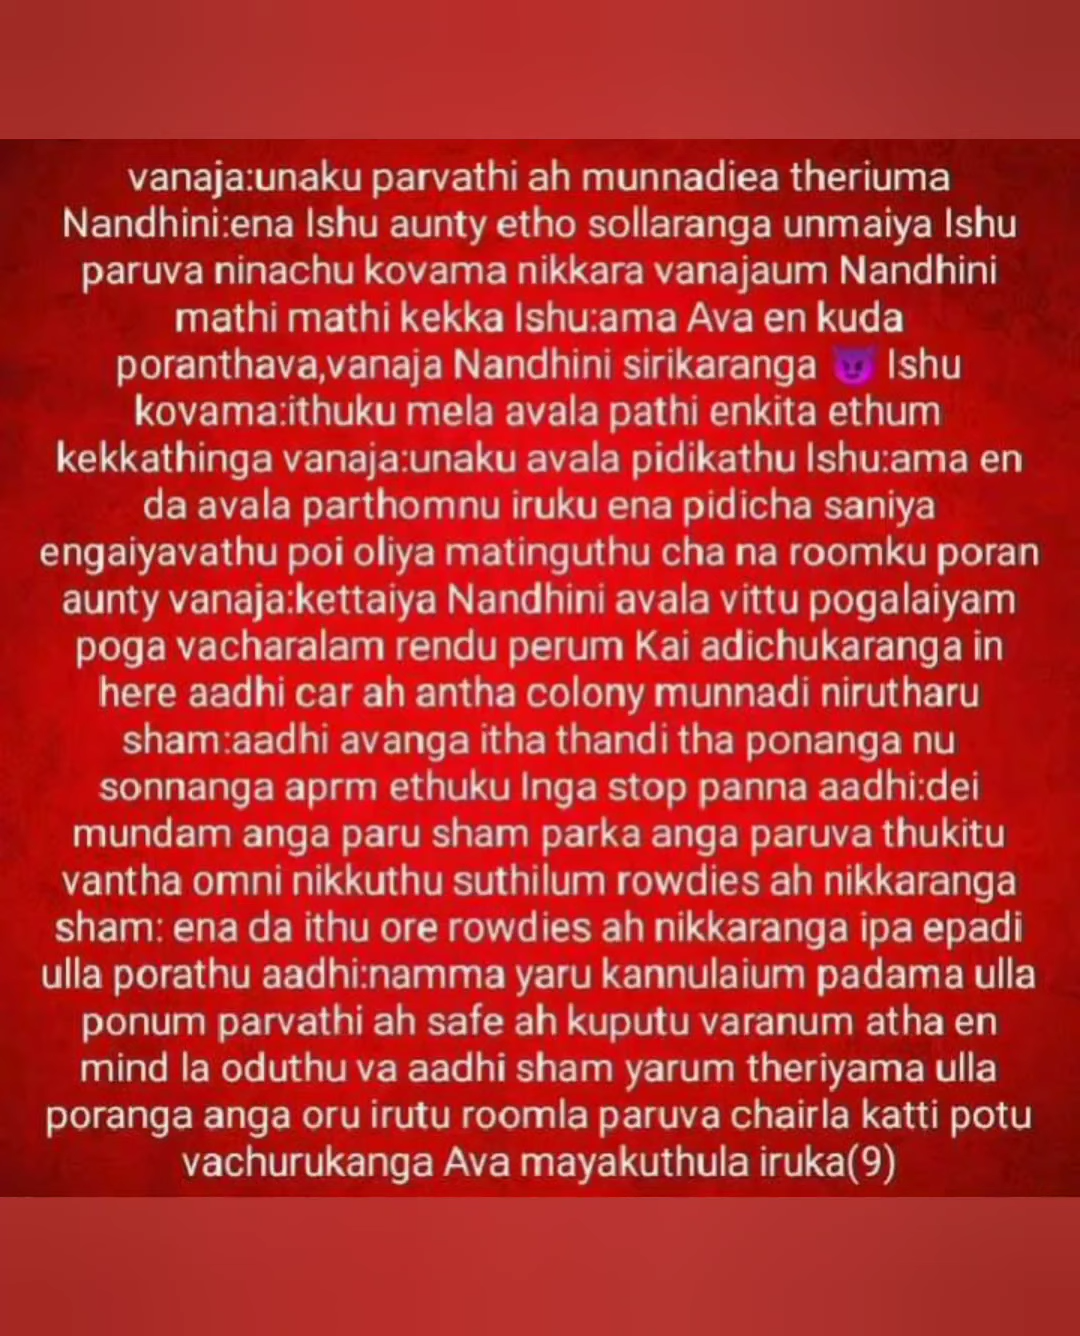 vanaja:unaku parvathi ah munnadiea theriuma
Nandhini:ena Ishu aunty etho sollaranga unmaiya Ishu
paruva ninachu kovama nikkara vanajaum Nandhini
mathi mathi kekka Ishu:ama Ava en kuda
poranthava,vanaja Nandhini sirikaranga 😈 Ishu
kovama:ithuku mela avala pathi enkita ethum
kekkathinga vanaja:unaku avala pidikathu Ishu:ama en
da avala parthomnu iruku ena pidicha saniya
engaiyavathu poi oliya matinguthu cha na roomku poran
aunty vanaja:kettaiya Nandhini avala vittu pogalaiyam
poga vacharalam rendu perum Kai adichukaranga in
here aadhi car ah antha colony munnadi nirutharu
sham:aadhi avanga itha thandi tha ponanga nu
sonnanga aprm ethuku Inga stop panna aadhi:dei
mundam anga paru sham parka anga paruva thukitu
vantha omni nikkuthu suthilum rowdies ah nikkaranga
sham: ena da ithu ore rowdies ah nikkaranga ipa epadi
ulla porathu aadhi:namma yaru kannulaium padama ulla
ponum parvathi ah safe ah kuputu varanum atha en
mind la oduthu va aadhi sham yarum theriyama ulla
poranga anga oru irutu roomla paruva chairla katti potu
vachurukanga Ava mayakuthula iruka(9)